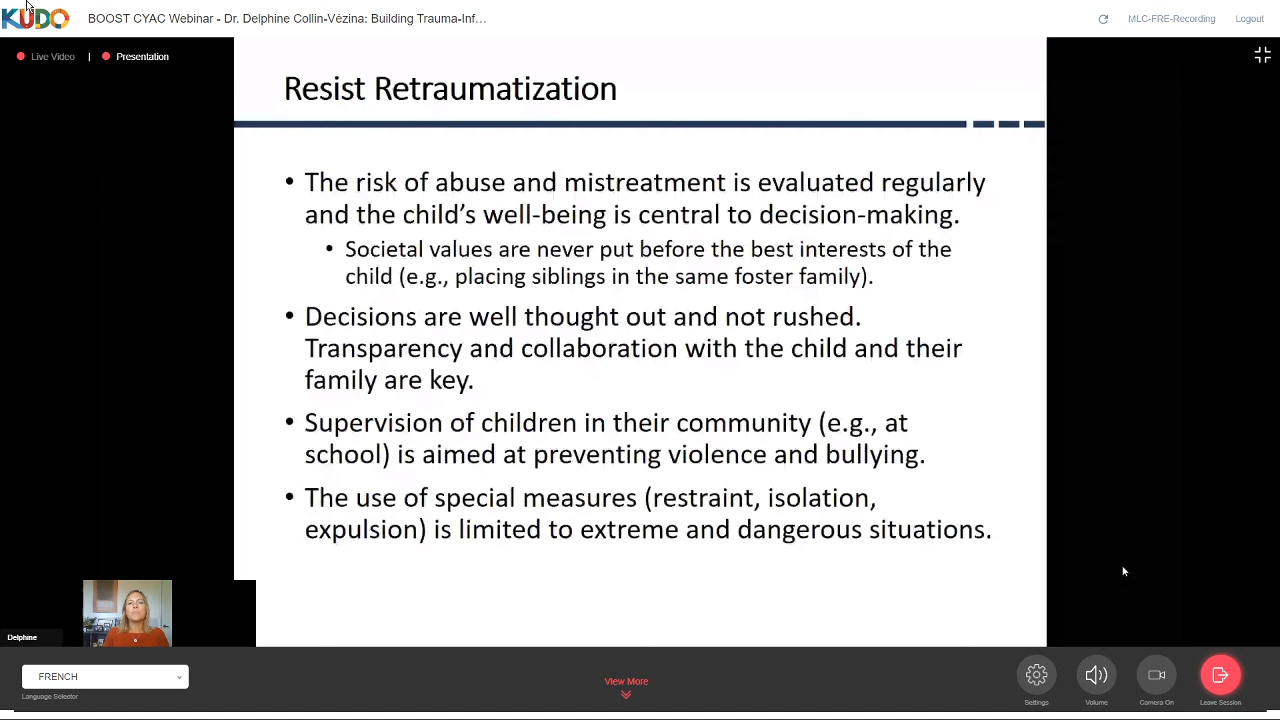 KUDO
BOOST CYAC Webinar - Dr. Delphine Collin-Vézina: Building Trauma-Inf...
MLC-FRE-Recording
Logout
Live Video | Presentation
Resist Retraumatization
• The risk of abuse and mistreatment is evaluated regularly
and the child’s well-being is central to decision-making.
• Societal values are never put before the best interests of the
child (e.g., placing siblings in the same foster family).
• Decisions are well thought out and not rushed.
Transparency and collaboration with the child and their
family are key.
• Supervision of children in their community (e.g., at
school) is aimed at preventing violence and bullying.
• The use of special measures (restraint, isolation,
expulsion) is limited to extreme and dangerous situations.
Delphine
FRENCH
Language Selector
View More
Settings
Volume
Camera On
Leave Session